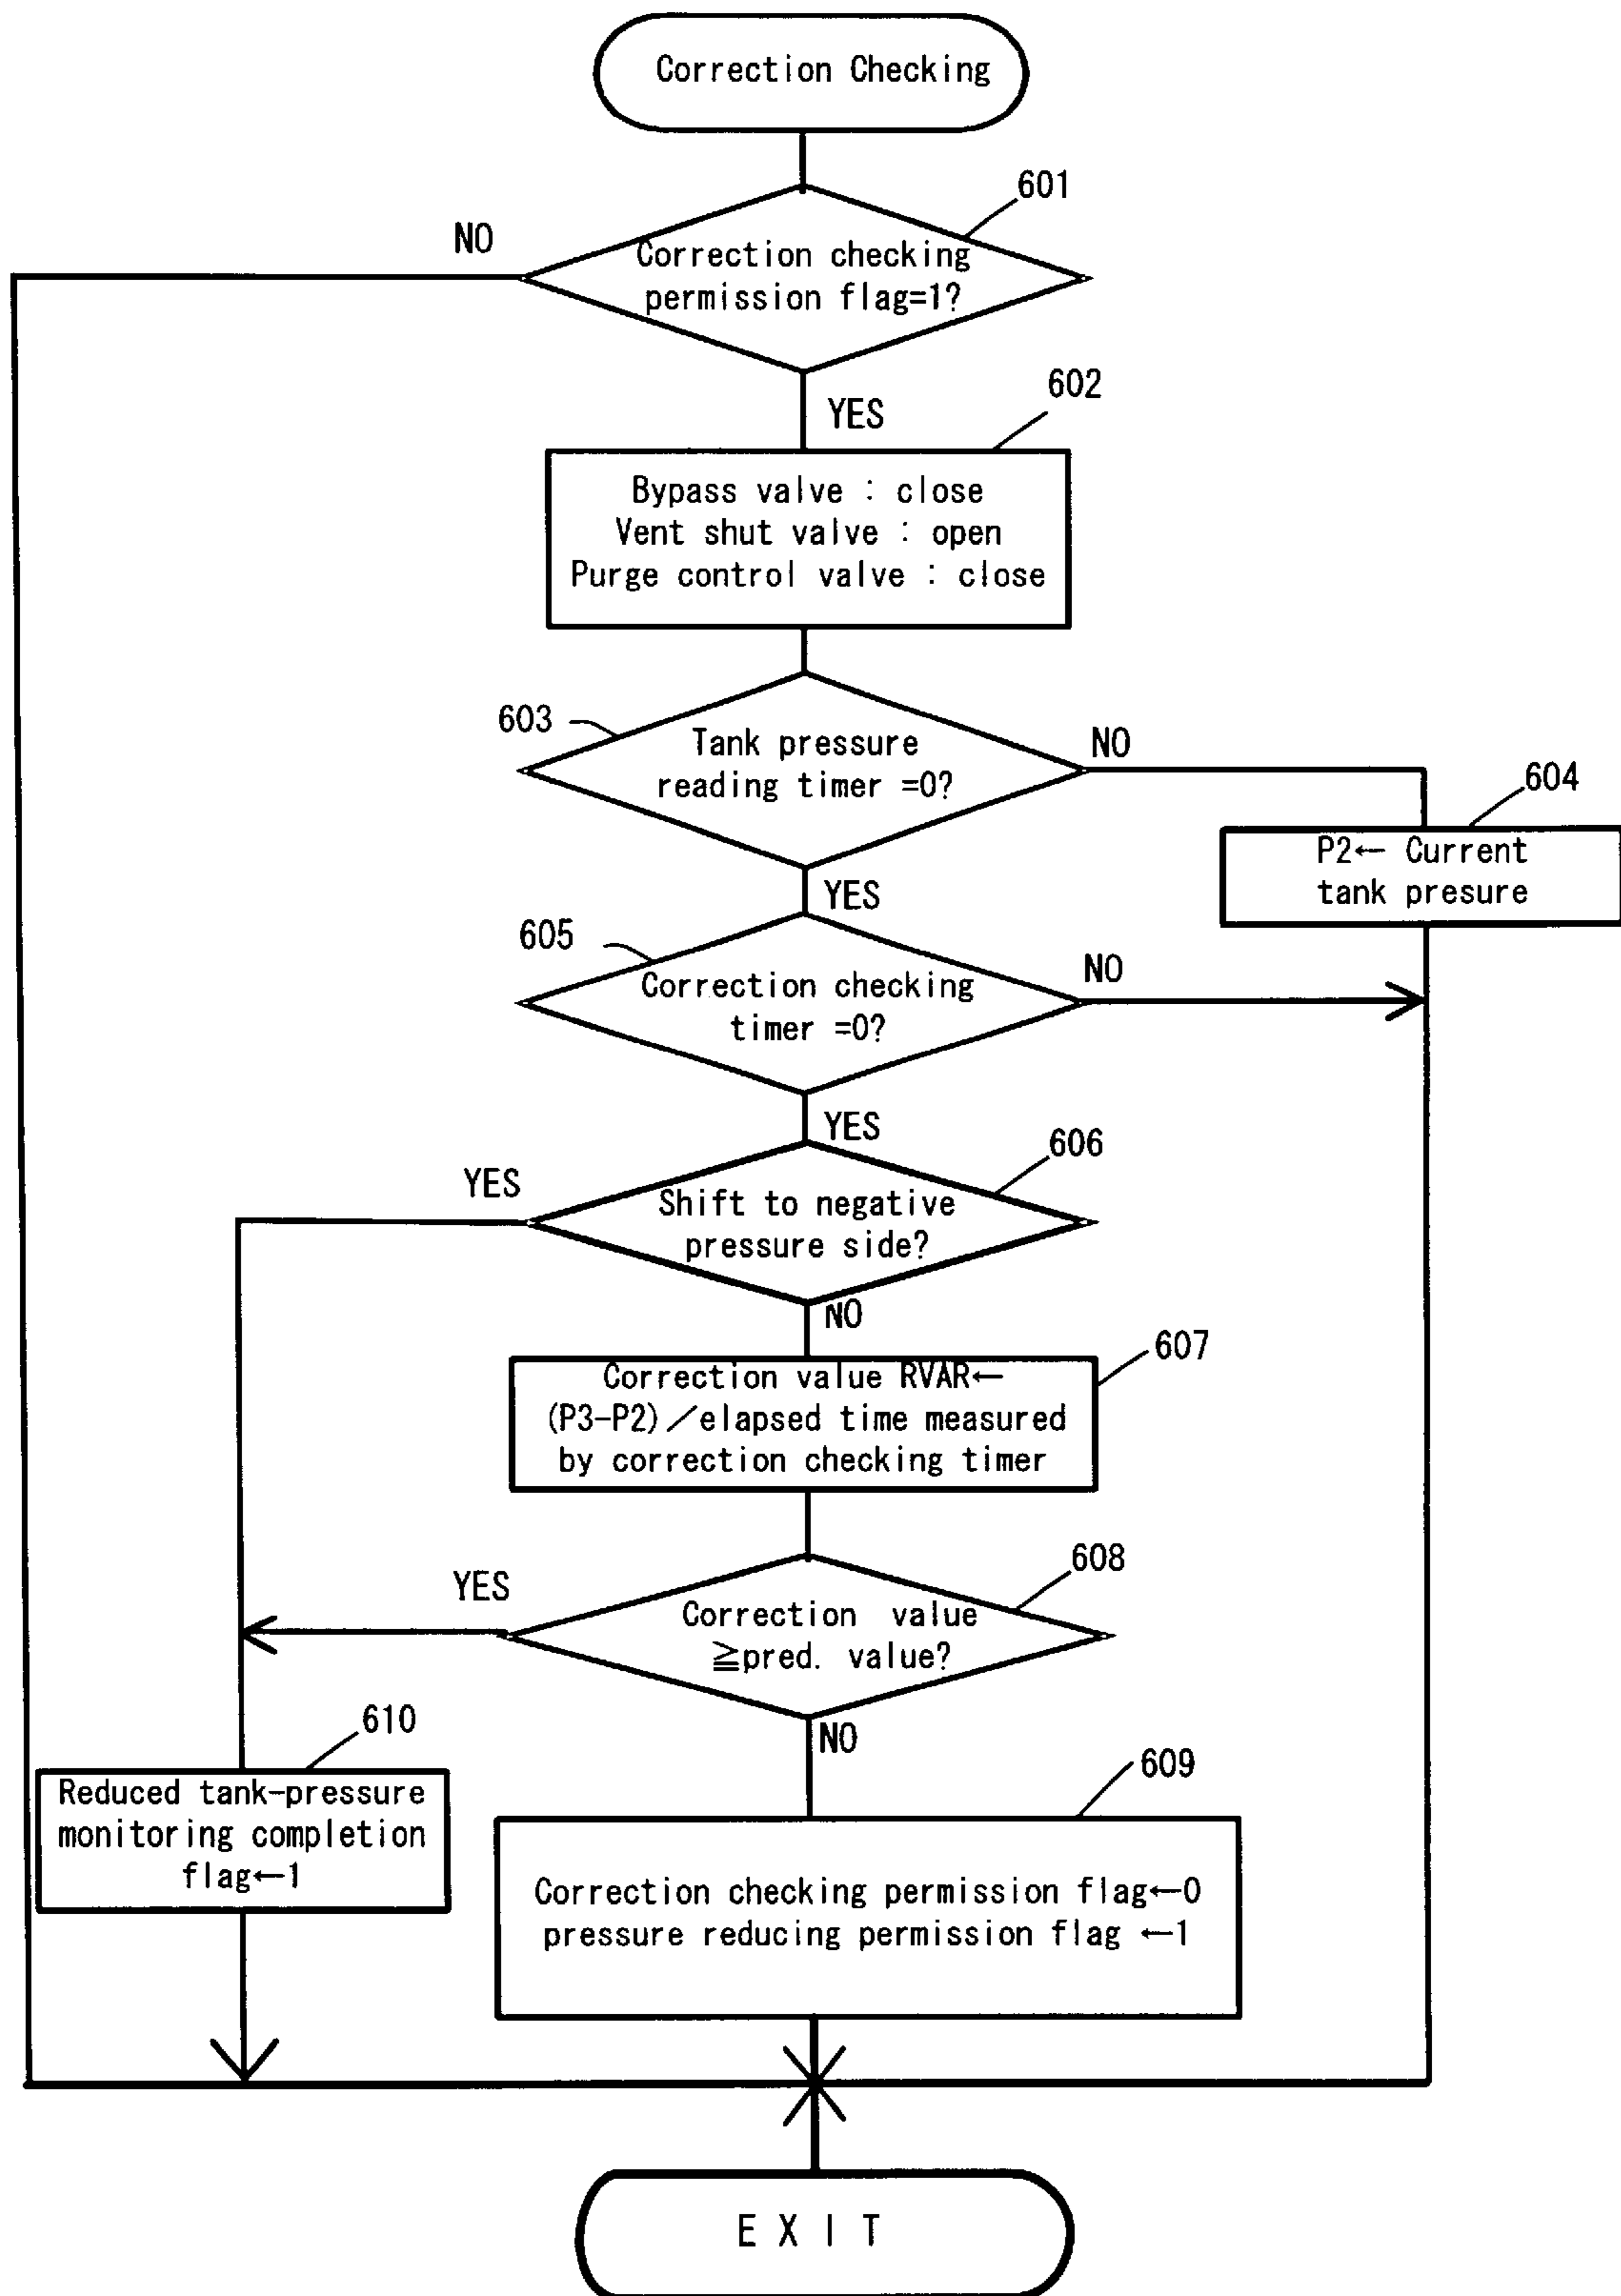 Correction Checking
601
NO
Correction checking
permission flag=1?
602
YES
Bypass valve : close
Vent shut valve : open
Purge control valve : close
603
Tank pressure
reading timer =0?
NO
604
P2← Current
tank presure
YES
605
Correction checking
timer =0?
NO
YES
606
YES
Shift to negative
pressure side?
NO
607
Correction value RVAR←
(P3-P2)/elapsed time measured
by correction checking timer
608
YES
Correction value
≧pred. value?
610
NO
609
Reduced tank-pressure
monitoring completion
flag←1
Correction checking permission flag←0
pressure reducing permission flag ←1
E X I T